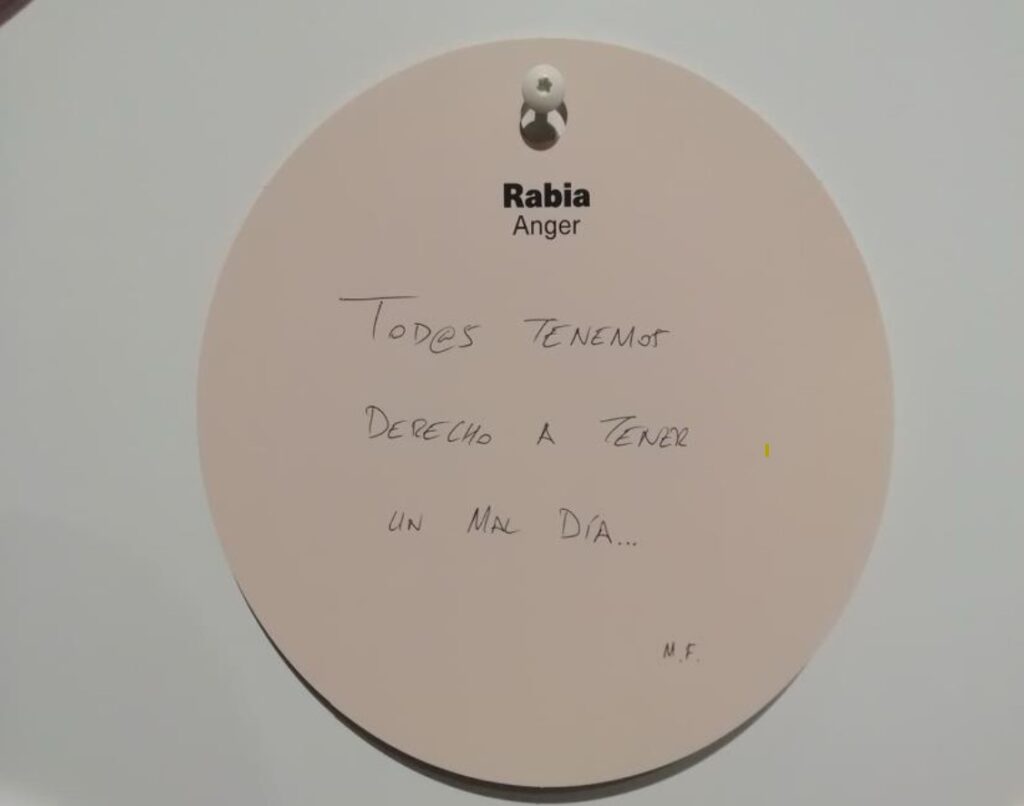 Rabia
Anger
TOD@S TENEMOS
DERECHO A TENER
UN MAL DÍA...
M.F.